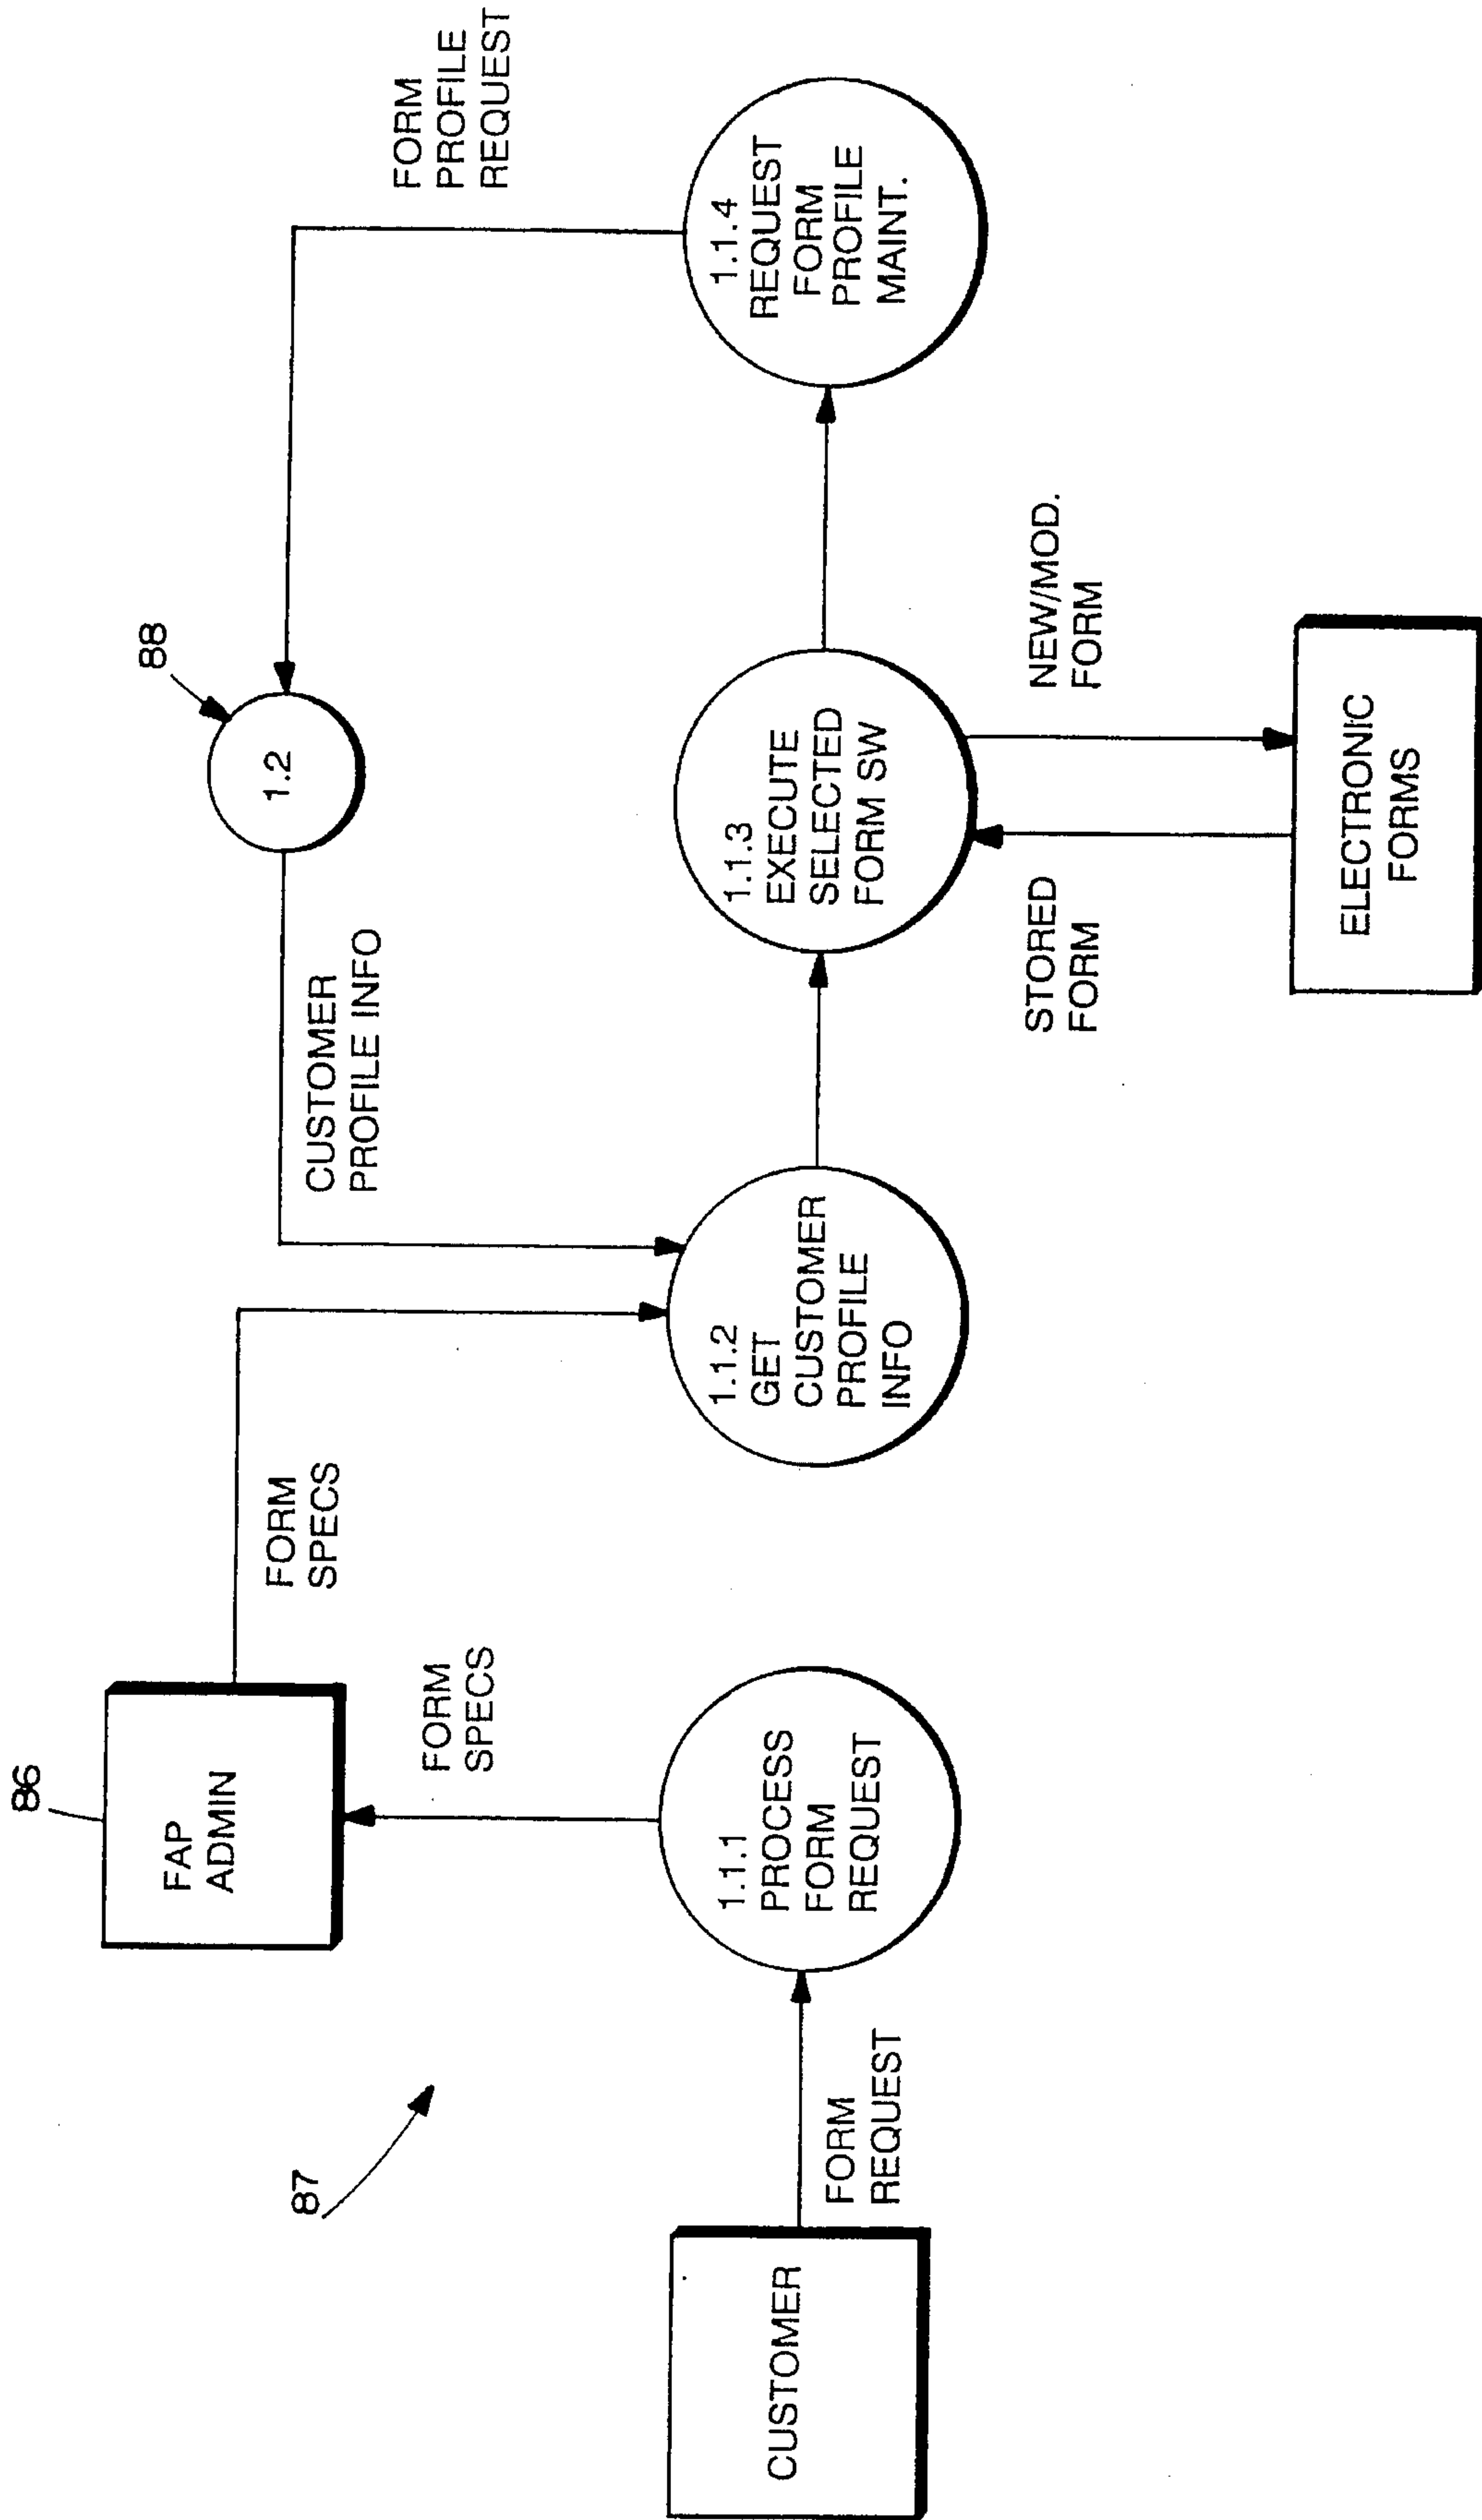 86
FAP
ADMIN
FORM
SPECS
FORM
SPECS
87
CUSTOMER
FORM
REQUEST
1.1.1
PROCESS
FORM
REQUEST
1.1.2
GET
CUSTOMER
PROFILE
INFO
CUSTOMER
PROFILE INFO
88
1.2
1.1.3
EXECUTE
SELECTED
FORM SW
STORED
FORM
NEW/MOD.
FORM
ELECTRONIC
FORMS
1.1.4
REQUEST
FORM
PROFILE
MAINT.
FORM
PROFILE
REQUEST